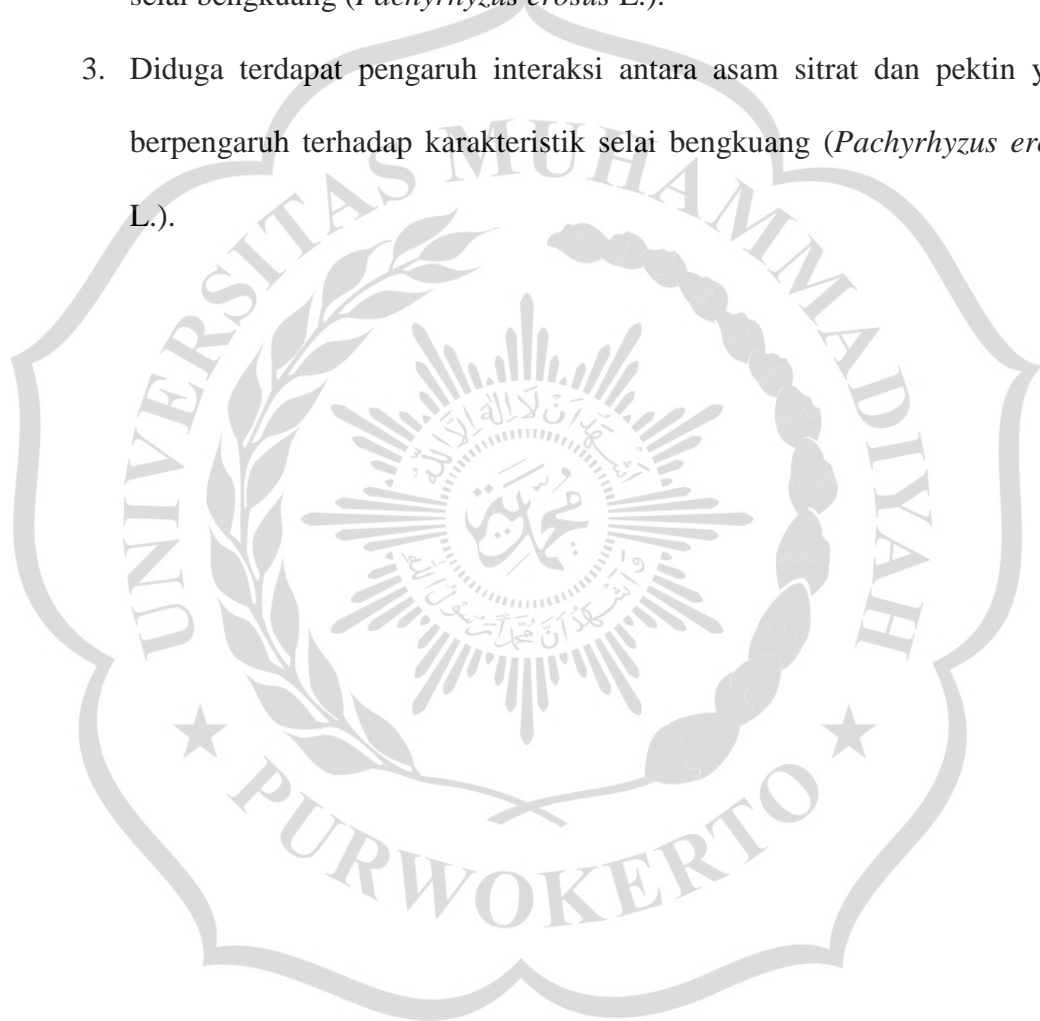 selai bengkuang (Pachyrhyzus erosus L.).
3. Diduga terdapat pengaruh interaksi antara asam sitrat dan pektin y
berpengaruh terhadap karakteristik selai bengkuang (Pachyrhyzus ero
L.).
UNIVERSITAS MUHAMMADIYAH
PURWOKERTO